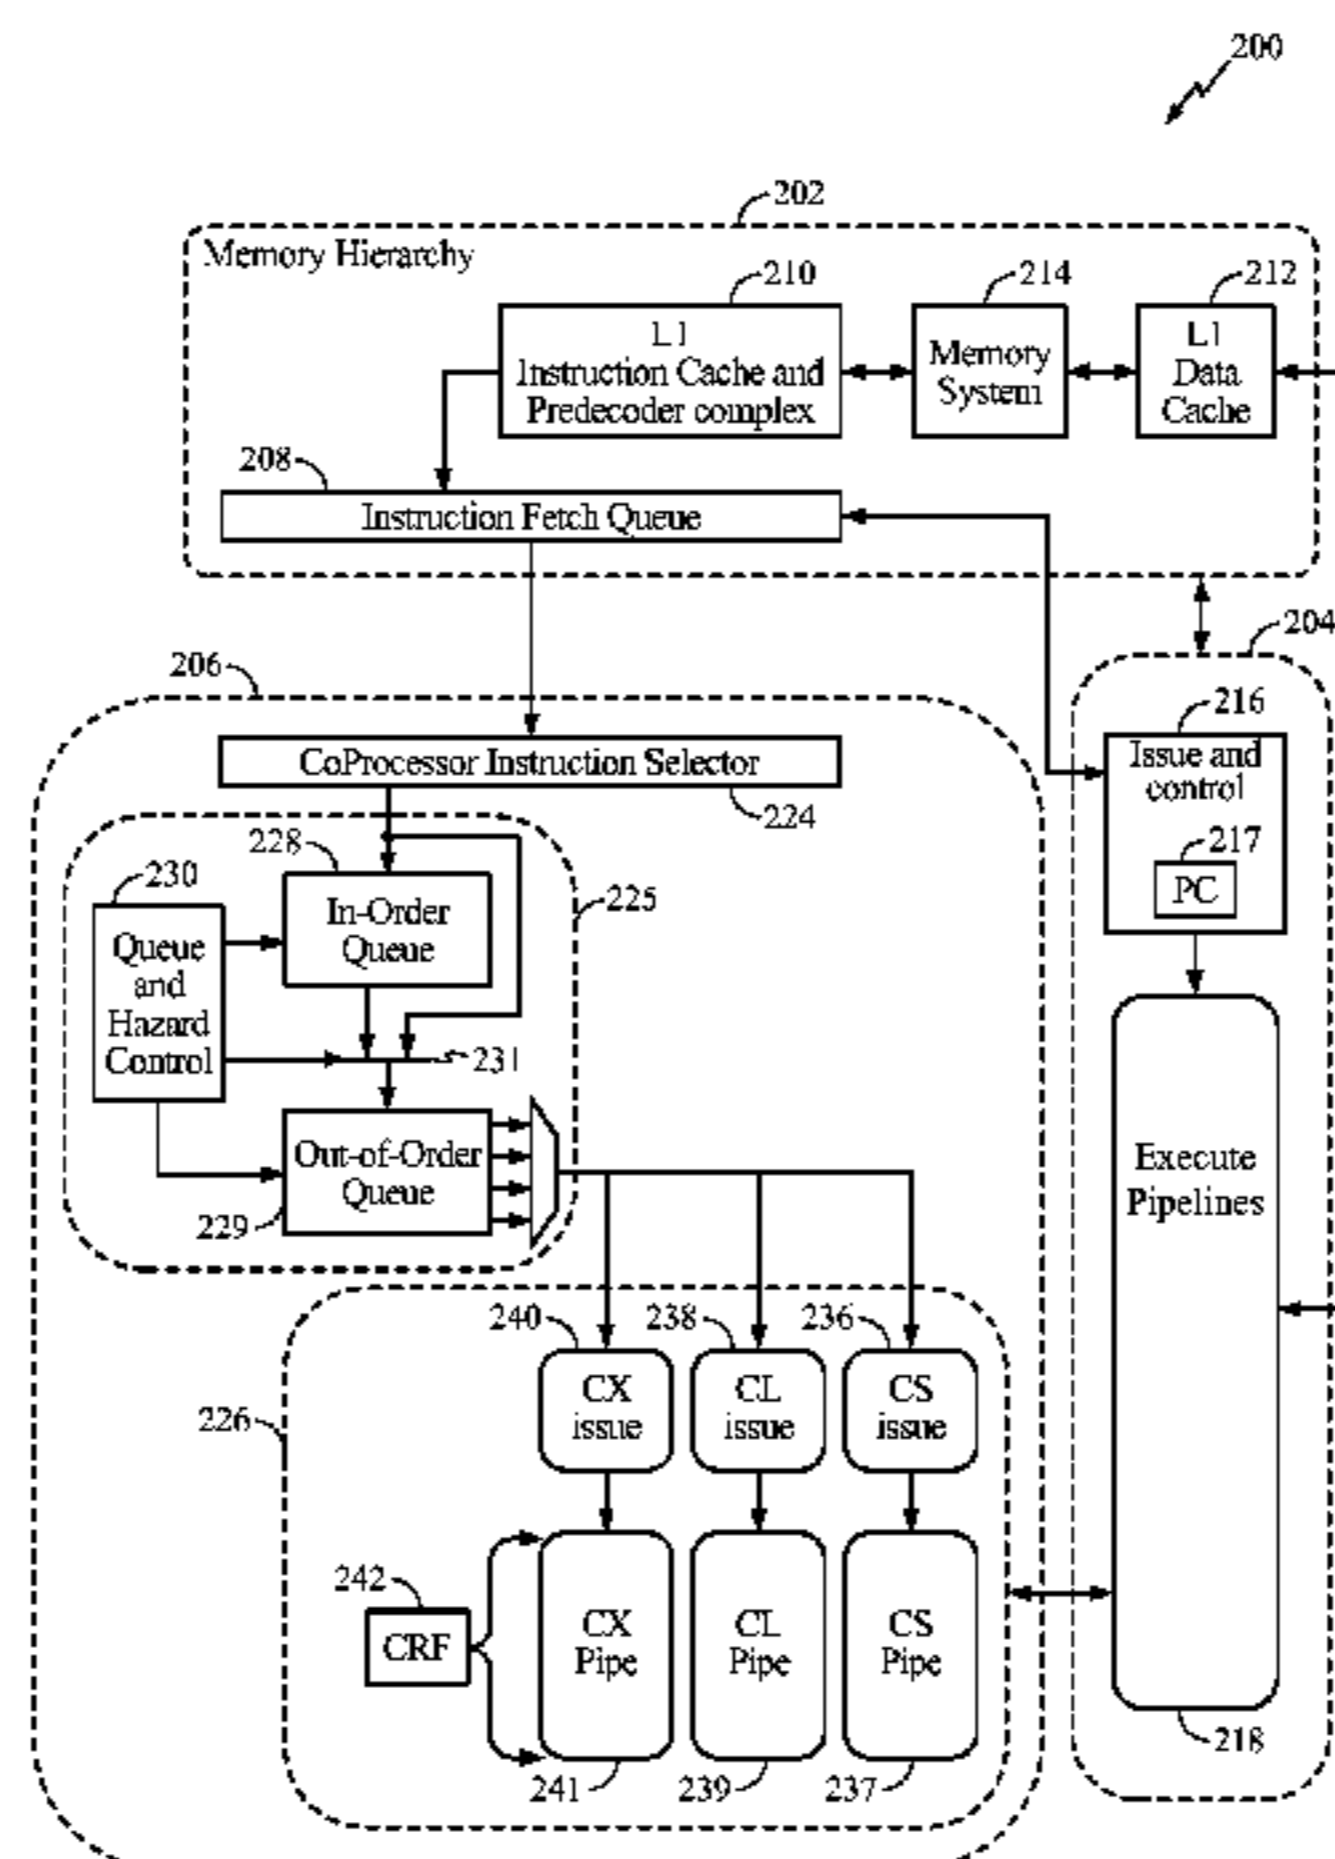 200
202
Memory Hierarchy
210
214
212
L1
Instruction Cache and
Predecoder complex
Memory
System
L1
Data
Cache
208
Instruction Fetch Queue
204
206
216
CoProcessor Instruction Selector
Issue and
control
224
217
PC
228
230
225
In-Order
Queue
Queue
and
Hazard
Control
231
Out-of-Order
Queue
229
Execute
Pipelines
240
238
236
CX
issue
CL
issue
CS
issue
226
242
CRF
CX
Pipe
CL
Pipe
CS
Pipe
218
241
239
237